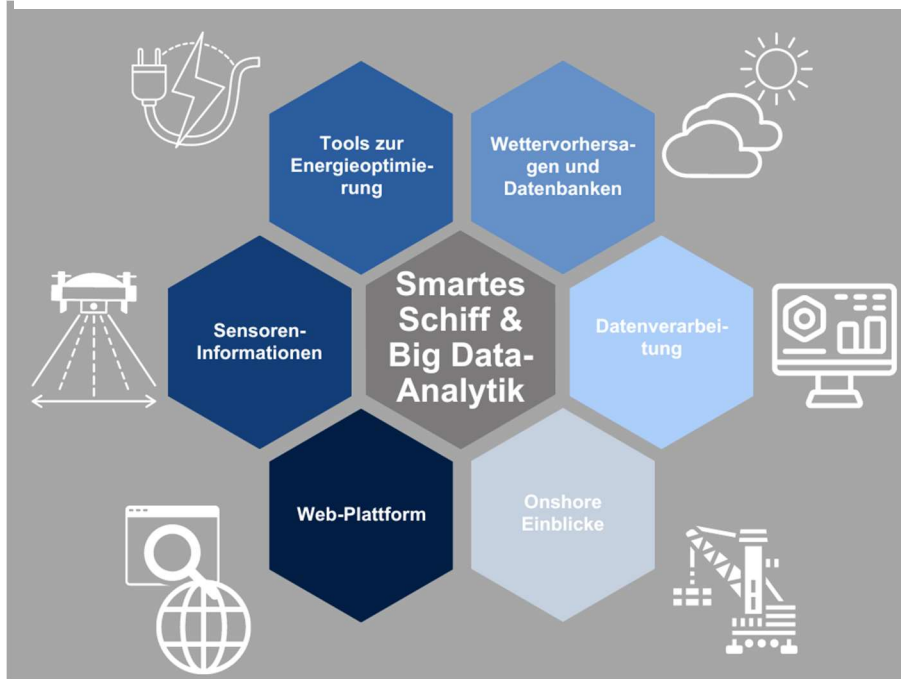 Tools zur
Energieoptimie-
rung
Wettervorhersa-
gen und
Datenbanken
Sensoren-
Informationen
Smartes
Schiff &
Big Data-
Analytik
Datenverarbei-
tung
Web-Plattform
Onshore
Einblicke